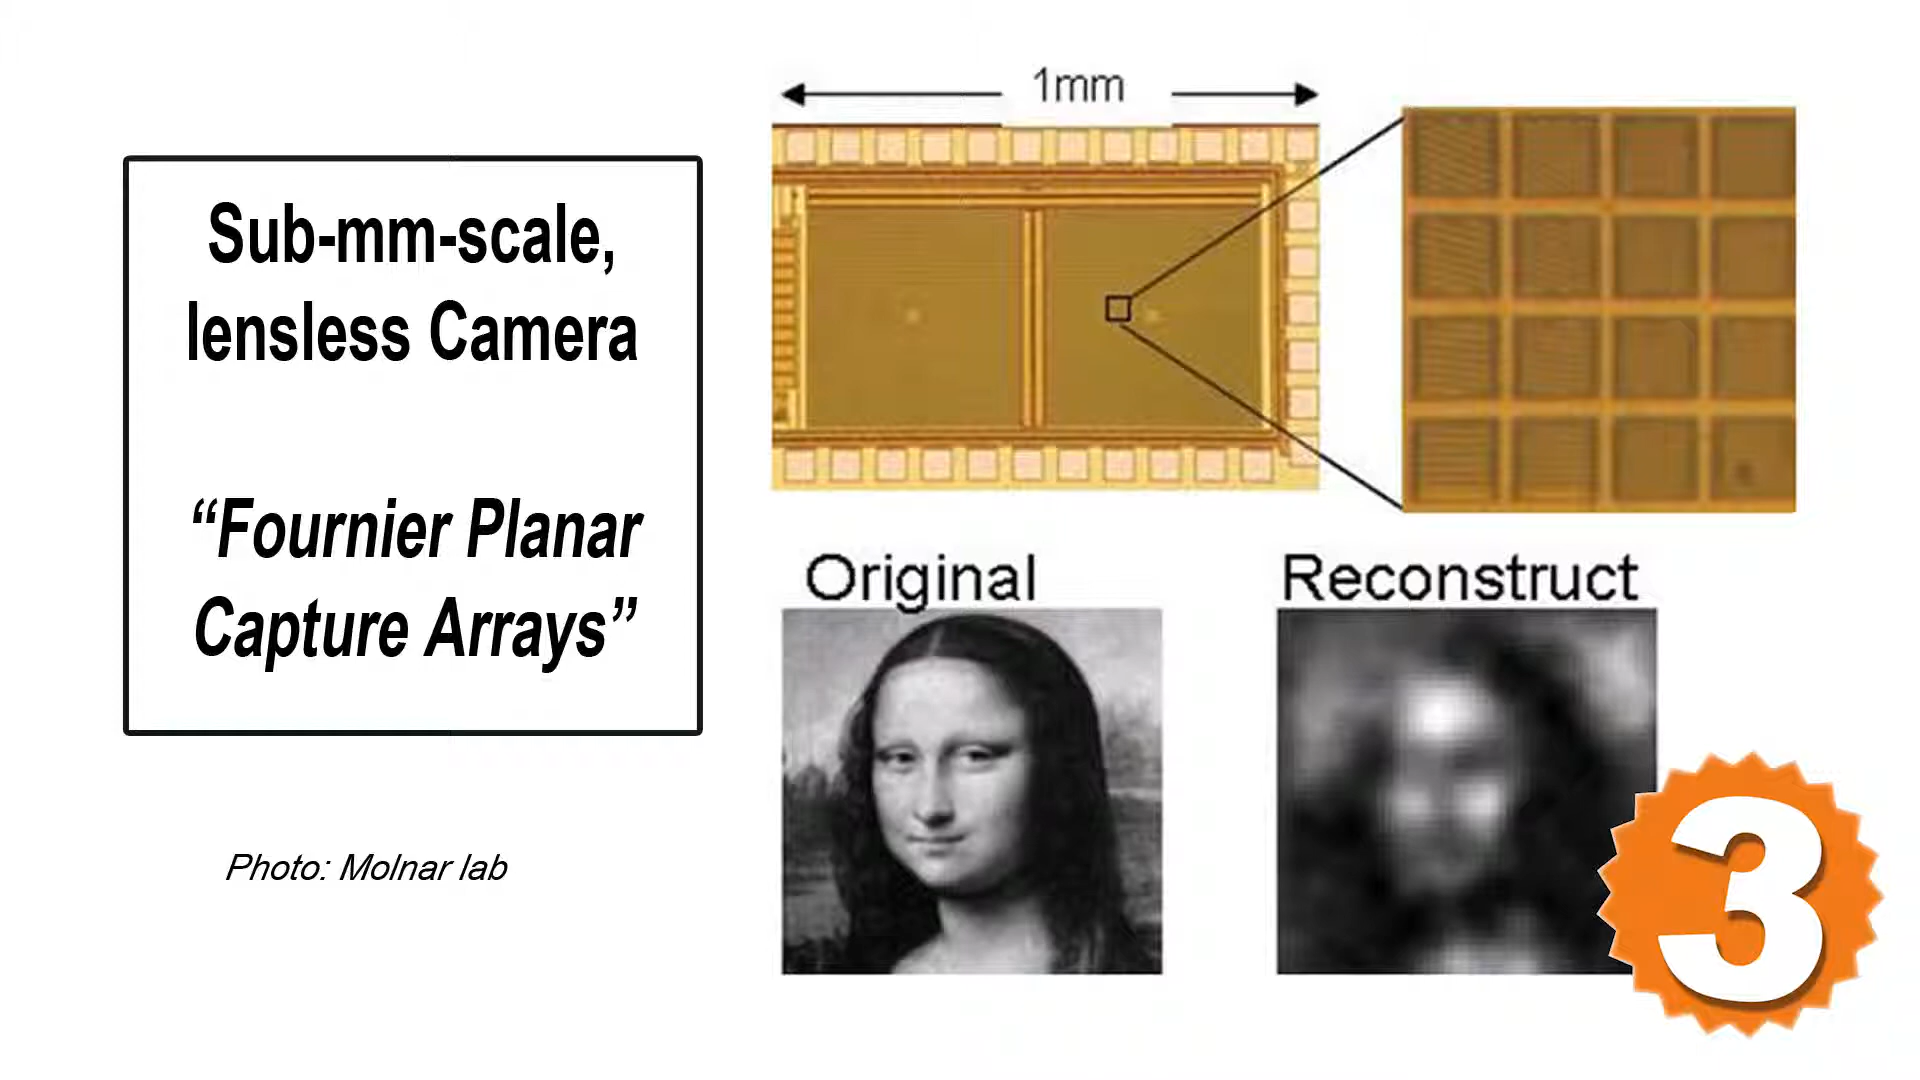 Sub-mm-scale,
lensless Camera
“Fournier Planar
Capture Arrays”
Photo: Molnar lab
1mm
Original
Reconstruct
3